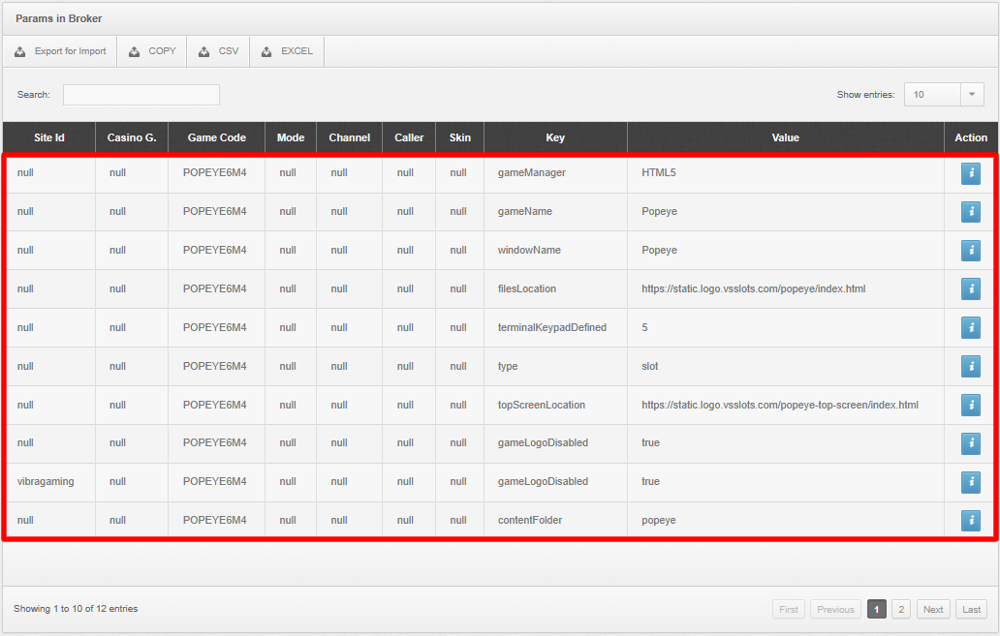 Params in Broker
Export for Import COPY CSV EXCEL
Search: Show entries: 10
Site Id Casino G. Game Code Mode Channel Caller Skin Key Value Action
null null POPEYE6M4 null null null null gameManager HTML5 i
null null POPEYE6M4 null null null null gameName Popeye i
null null POPEYE6M4 null null null null windowName Popeye i
null null POPEYE6M4 null null null null filesLocation https://static.logo.vsslots.com/popeye/index.html i
null null POPEYE6M4 null null null null terminalKeypadDefined 5 i
null null POPEYE6M4 null null null null type slot i
null null POPEYE6M4 null null null null topScreenLocation https://static.logo.vsslots.com/popeye-top-screen/index.html i
null null POPEYE6M4 null null null null gameLogoDisabled true i
vibragaming null POPEYE6M4 null null null null gameLogoDisabled true i
null null POPEYE6M4 null null null null contentFolder popeye i
Showing 1 to 10 of 12 entries First Previous 1 2 Next Last